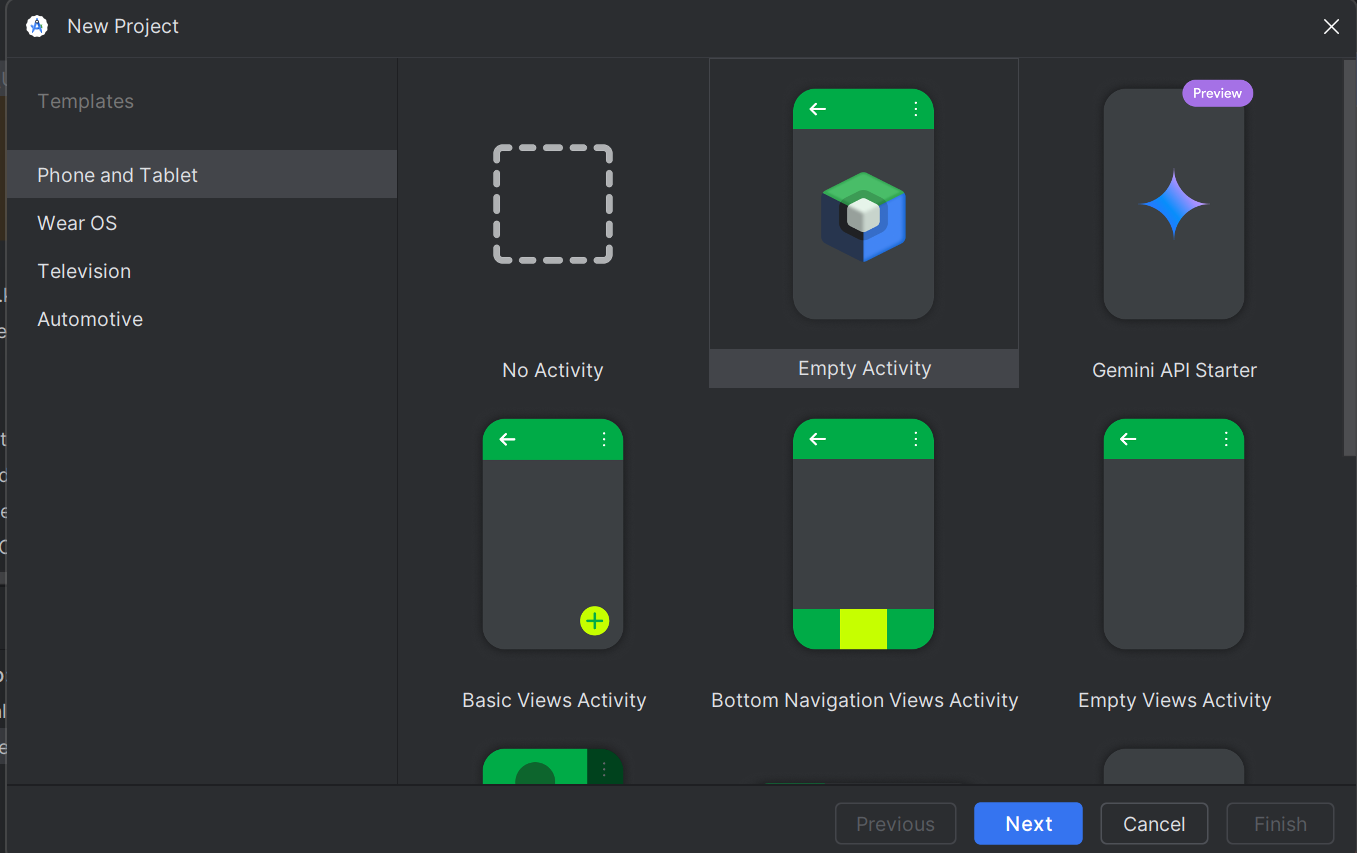 New Project
Templates
Phone and Tablet
Wear OS
Television
Automotive
No Activity
Empty Activity
Preview
Gemini API Starter
Basic Views Activity
Bottom Navigation Views Activity
Empty Views Activity
Previous
Next
Cancel
Finish